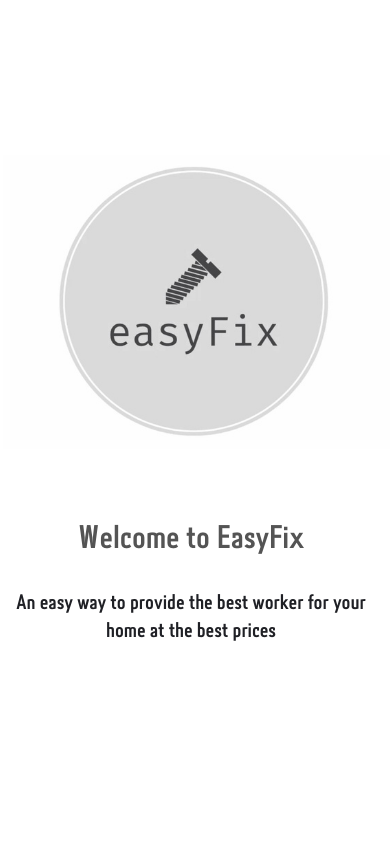 easyFix
Welcome to EasyFix
An easy way to provide the best worker for your
home at the best prices